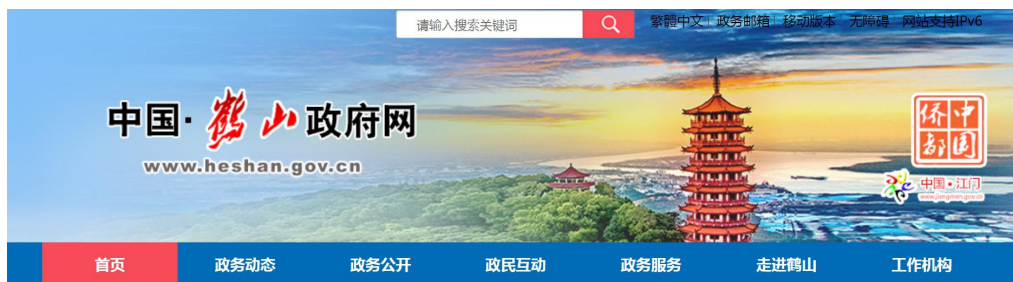 请输入搜索关键词
繁體中文| 政务邮箱| 移动版本 无障碍 网站支持IPv6
中国·鹤山政府网
www.heshan.gov.cn
中国侨都
中国·江门
www.jiangmen.gov.cn
首页 政务动态 政务公开 政民互动 政务服务 走进鹤山 工作机构